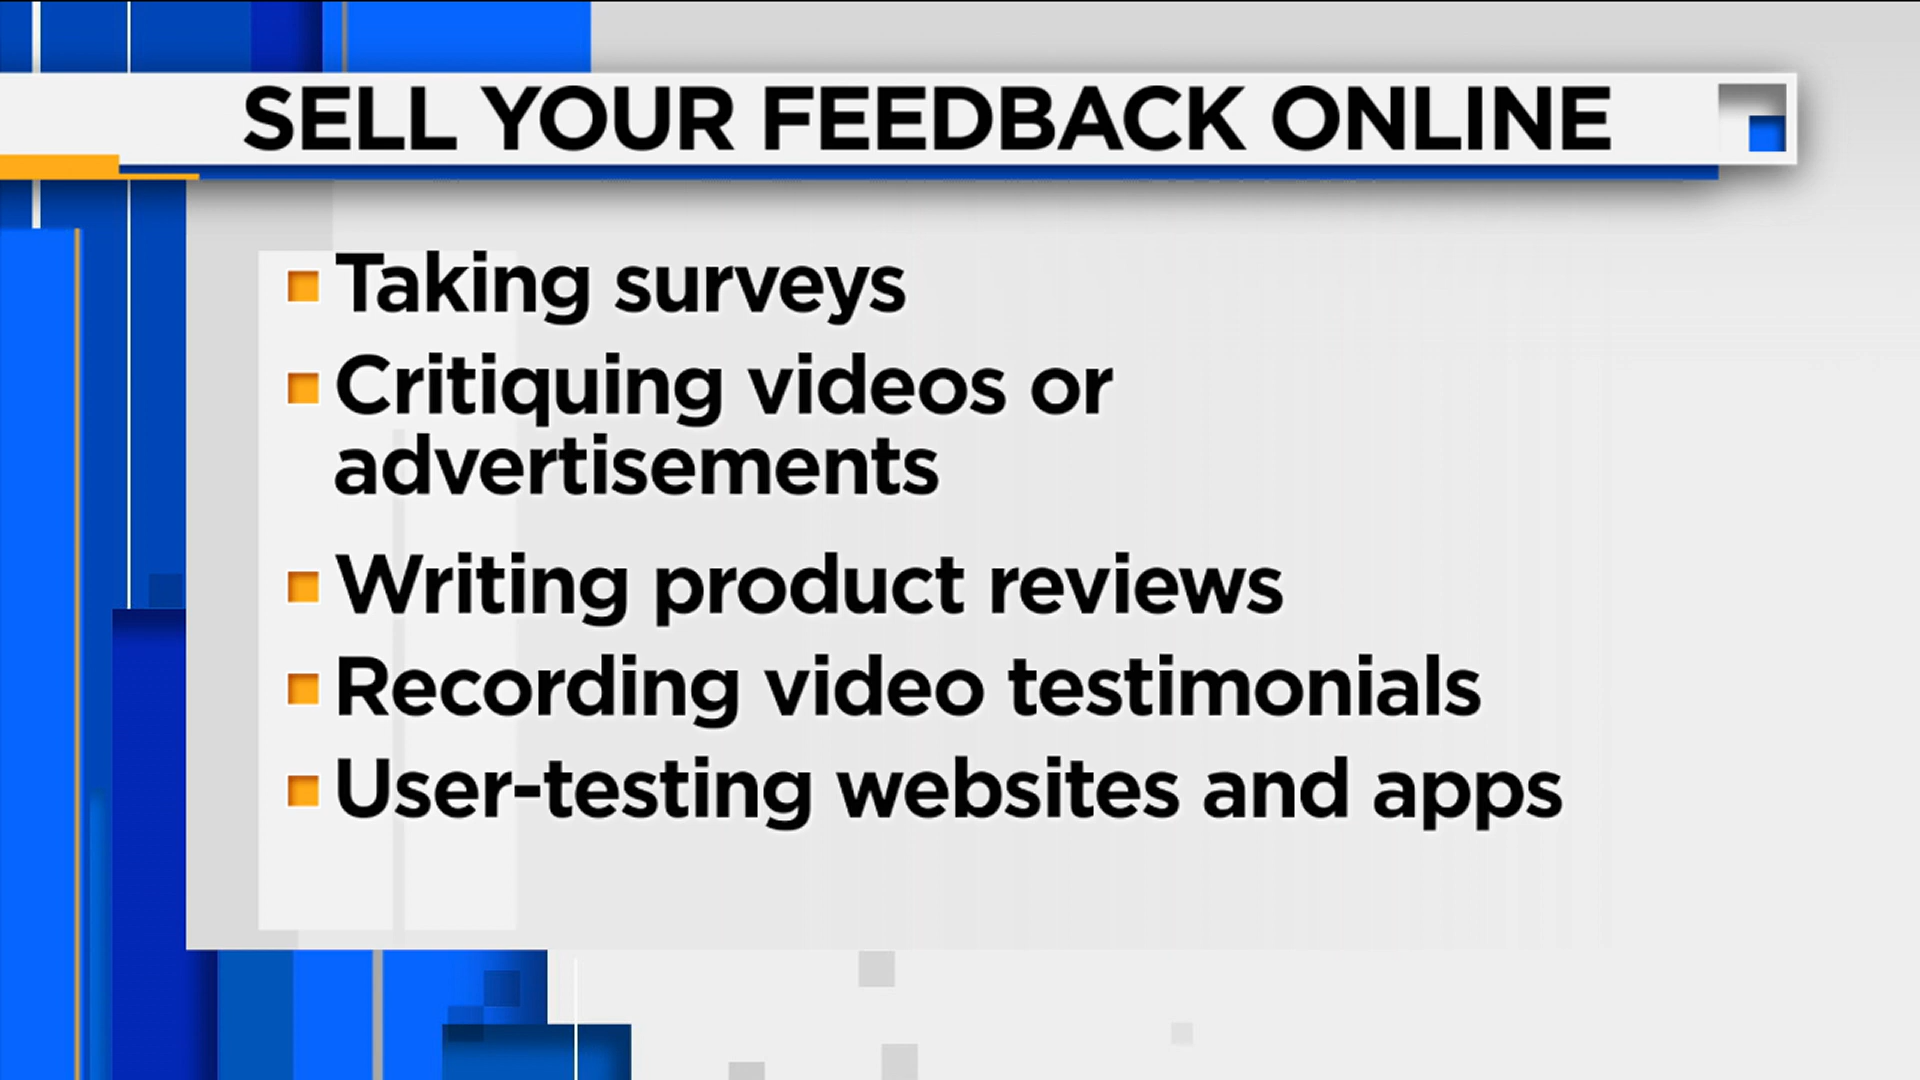 SELL YOUR FEEDBACK ONLINE
Taking surveys
Critiquing videos or
advertisements
Writing product reviews
Recording video testimonials
User-testing websites and apps